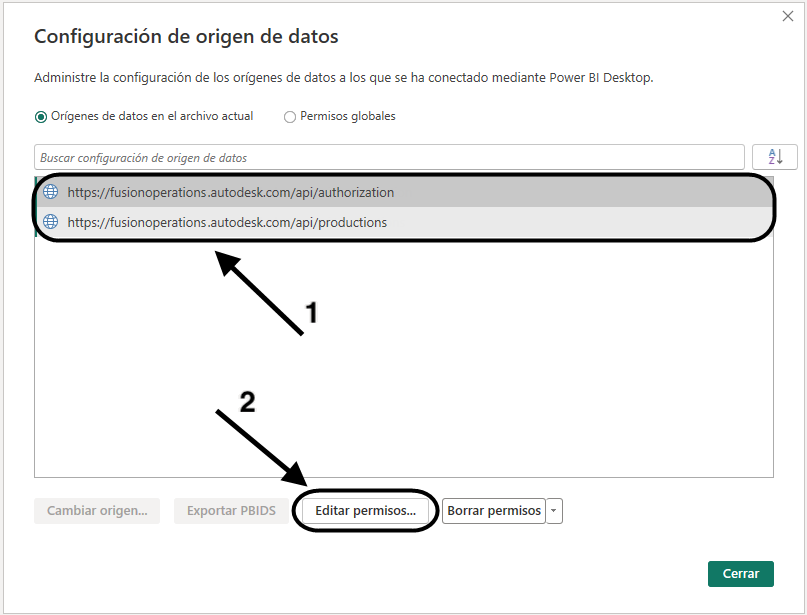 Configuración de origen de datos
Administre la configuración de los orígenes de datos a los que se ha conectado mediante Power BI Desktop.
Orígenes de datos en el archivo actual Permisos globales
Buscar configuración de origen de datos
A
Z
https://fusionoperations.autodesk.com/api/authorization
https://fusionoperations.autodesk.com/api/productions
1
2
Cambiar origen... Exportar PBIDS Editar permisos... Borrar permisos
Cerrar